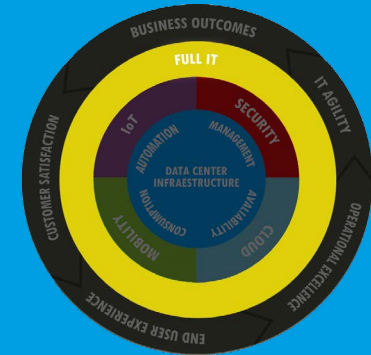 BUSINESS OUTCOMES
IT AGILITY
OPERATIONAL EXCELLENCE
END USER EXPERIENCE
CUSTOMER SATISFACTION
FULL IT
IoT
SECURITY
CLOUD
MOBILITY
AUTOMATION
MANAGEMENT
AVAILABILITY
CONSUMPTION
DATA CENTER
INFRAESTRUCTURE